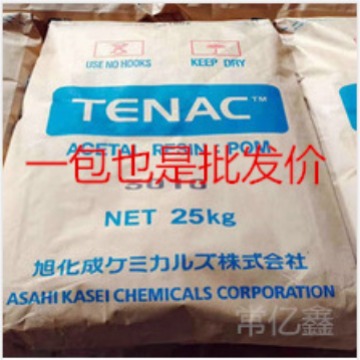 USE NO HOOKS KEEP DRY
TENAC™
ACETAL RESIN-POM
一包也是批发价
5010
NET 25kg
旭化成ケミカルズ株式会社
ASAHI KASEI CHEMICALS CORPORATION
常亿鑫